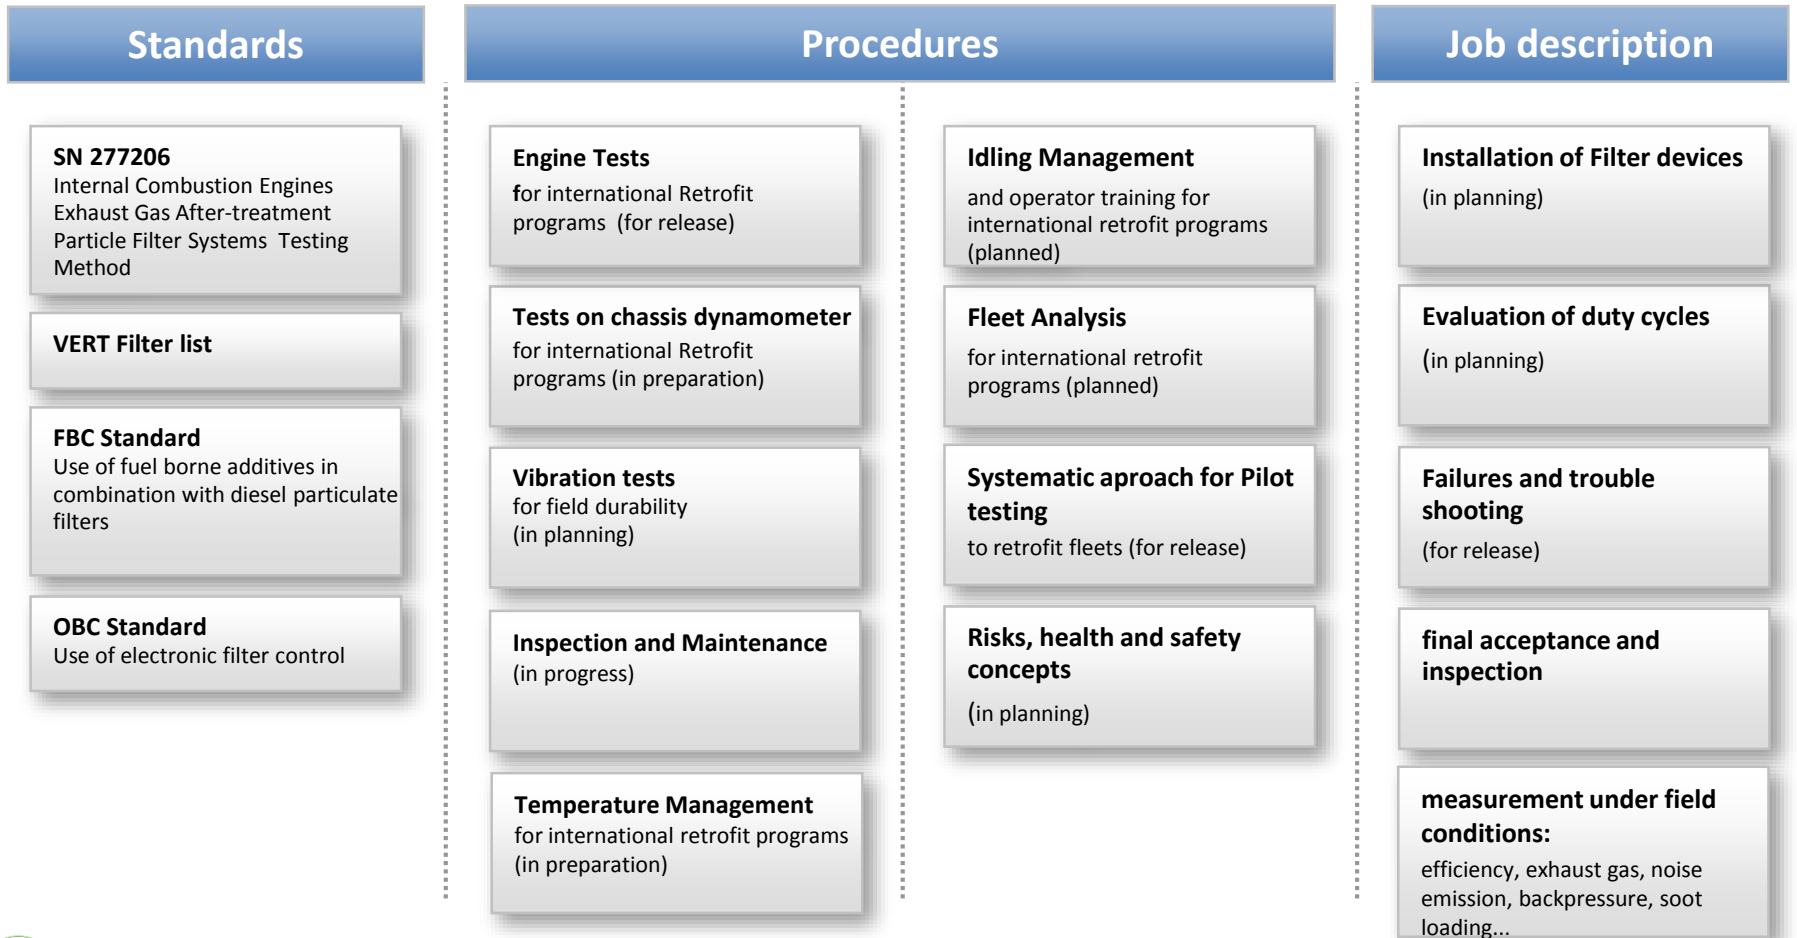 Standards
SN 277206
Internal Combustion Engines
Exhaust Gas After-treatment
Particle Filter Systems  Testing
Method
VERT Filter list
FBC Standard
Use of fuel borne additives in
combination with diesel particulate
filters
OBC Standard
Use of electronic filter control
Procedures
Engine Tests
for international Retrofit
programs  (for release)
Tests on chassis dynamometer
for international Retrofit
programs (in preparation)
Vibration tests
for field durability
(in planning)
Inspection and Maintenance
(in progress)
Temperature Management
for international retrofit programs
(in preparation)
Idling Management
and operator training for
international retrofit programs
(planned)
Fleet Analysis
for international retrofit
programs (planned)
Systematic aproach for Pilot
testing
to retrofit fleets (for release)
Risks, health and safety
concepts
(in planning)
Job description
Installation of Filter devices
(in planning)
Evaluation of duty cycles
(in planning)
Failures and trouble
shooting
(for release)
final acceptance and
inspection
measurement under field
conditions:
efficiency, exhaust gas, noise
emission, backpressure, soot
loading...